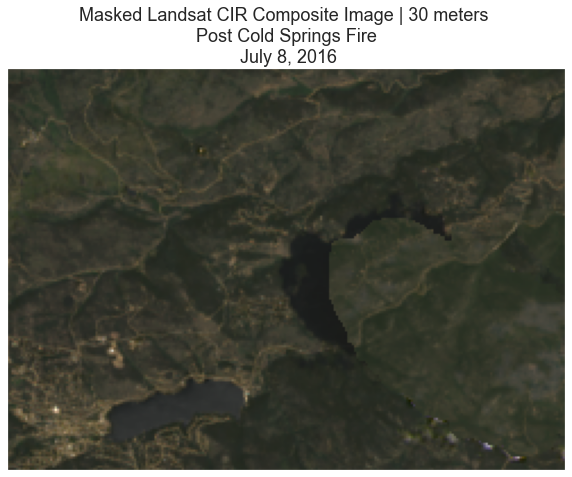 Masked Landsat CIR Composite Image | 30 meters
Post Cold Springs Fire
July 8, 2016